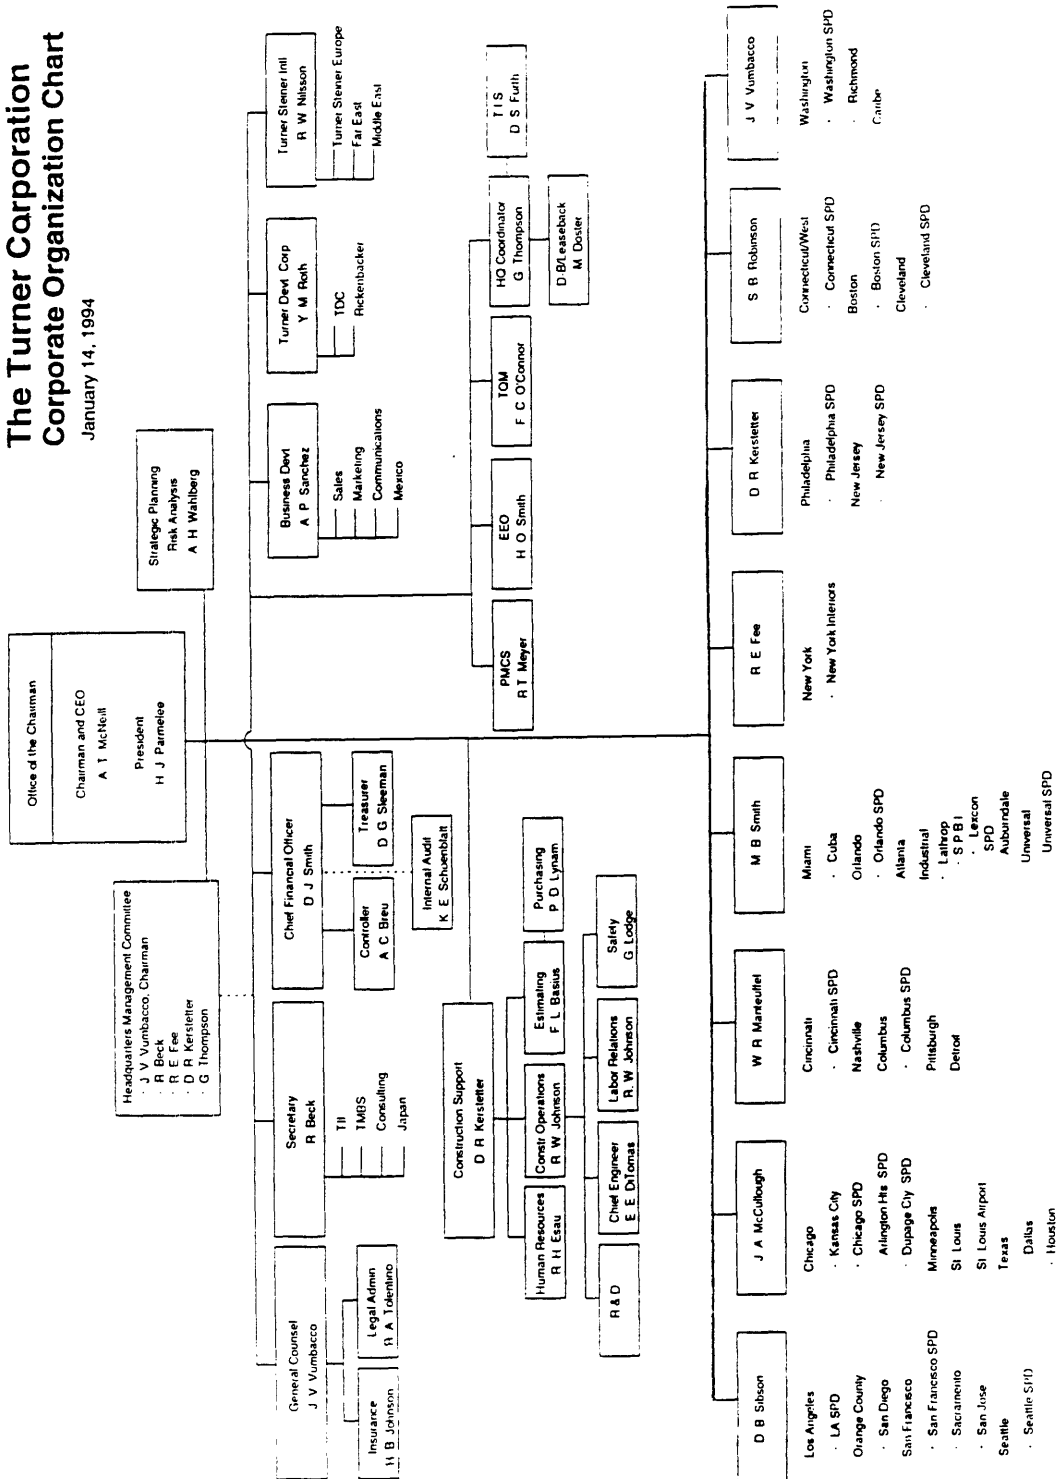 The Turner Corporation
Corporate Organization Chart
January 14, 1994
Office of the Chairman
Chairman and CEO
A T McNeill
President
H J Parmelee
Strategic Planning
Risk Analysis
A H Wahlberg
Headquarters Management Committee
· J V Vumbacco, Chairman
· R Beck
· R E Fee
· D R Kerstetter
· G Thompson
General Counsel
J V Vumbacco
Insurance
H B Johnson
Legal Admin
R A Tolentino
Secretary
R Beck
TII
TMBS
Consulting
Japan
Chief Financial Officer
D J Smith
Controller
A C Breu
Treasurer
D G Sleeman
Internal Audit
K E Schuenblatt
Business Devt
A P Sanchez
Sales
Marketing
Communications
Mexico
Turner Devt Corp
Y M Roth
TDC
Rickenbacker
Turner Steiner Intl
R W Nilsson
Turner Steiner Europe
Far East
Middle East
Construction Support
D R Kerstetter
Human Resources
R H Esau
Constr Operations
R W Johnson
Estimating
F L Basius
Purchasing
P D Lynam
R & D
Chief Engineer
E E DiTomas
Labor Relations
R. W Johnson
Safety
G Lodge
PMCS
R T Meyer
EEO
H O Smith
TQM
F C O'Connor
HQ Coordinator
G Thompson
T I S
D S Furth
D-B/Leaseback
M Doster
D B Sibson
Los Angeles
· LA SPD
Orange County
· San Diego
San Francisco
· San Francisco SPD
· Sacramento
· San Jose
Seattle
· Seattle SPD
J A McCullough
Chicago
· Kansas City
· Chicago SPD
Arlington Hts SPD
· Dupage Cty SPD
Minneapolis
St Louis
St Louis Airport
Texas
Dallas
· Houston
W R Manteuffel
Cincinnati
· Cincinnati SPD
Nashville
Columbus
· Columbus SPD
Pittsburgh
Detroit
M B Smith
Miami
· Cuba
Orlando
· Orlando SPD
Atlanta
Industrial
· Lathrop
· S P B I
· Lexcon
SPD
Auburndale
Universal
Universal SPD
R E Fee
New York
· New York Interiors
D R Kerstetter
Philadelphia
· Philadelphia SPD
New Jersey
· New Jersey SPD
S B Robinson
Connecticut/West
· Connecticut SPD
Boston
· Boston SPD
Cleveland
· Cleveland SPD
J V Vumbacco
Washington
· Washington SPD
· Richmond
Caribe